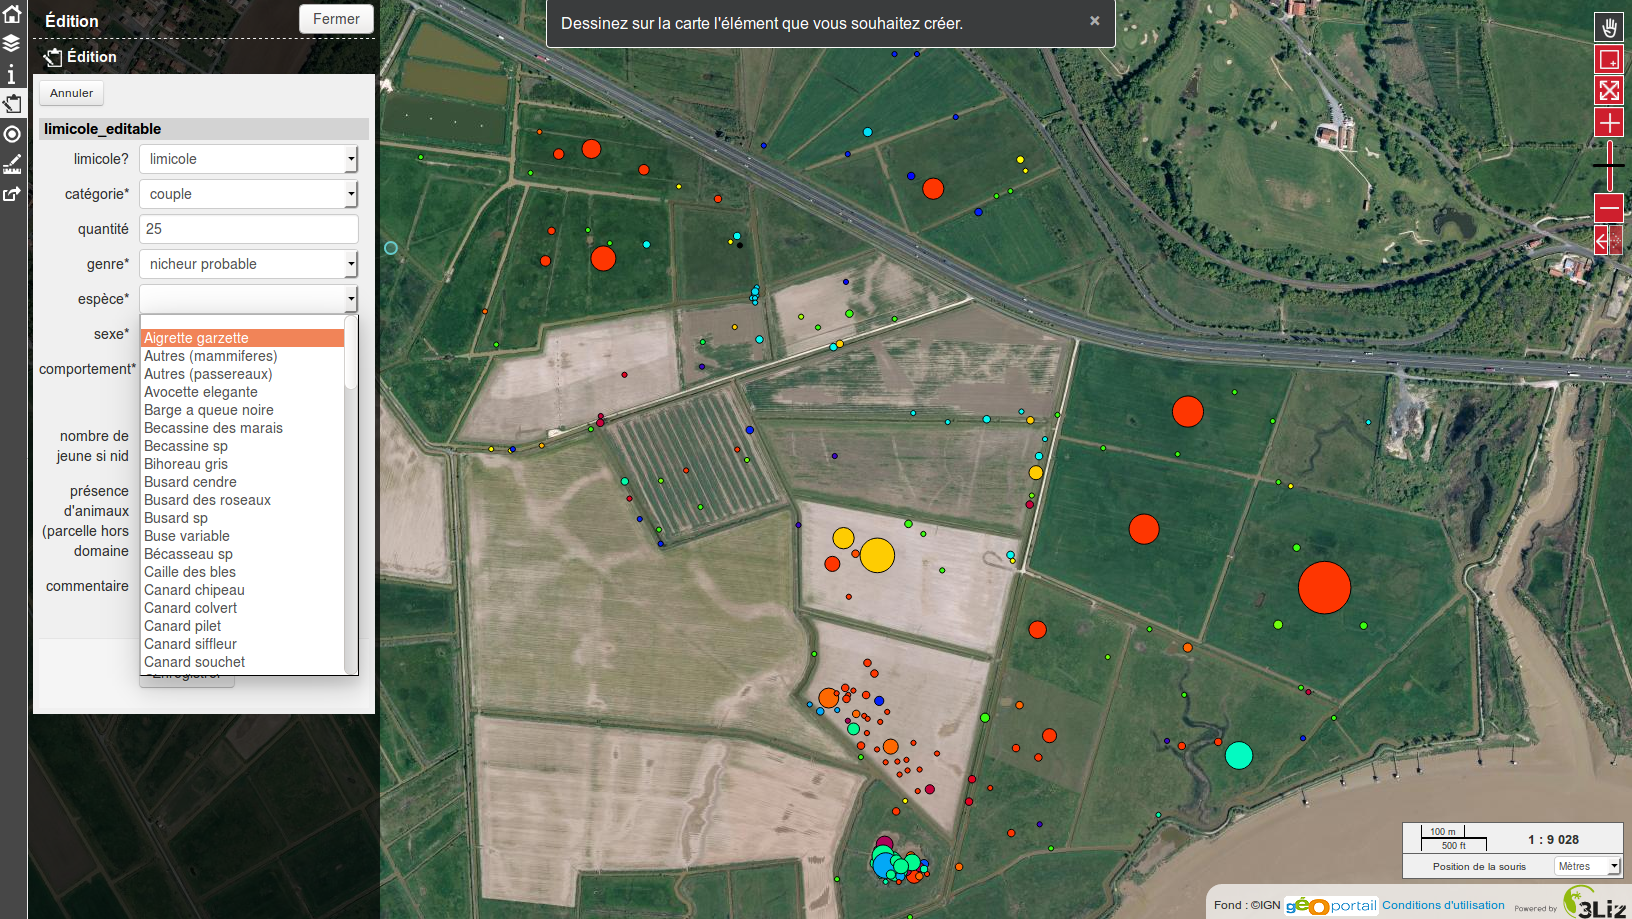 Édition
Fermer
Édition
Annuler
limicole_editable
limicole?
limicole
catégorie*
couple
quantité
25
genre*
nicheur probable
espèce*
sexe*
comportement*
nombre de
jeune si nid
présence
d'animaux
(parcelle hors
domaine
commentaire
Aigrette garzette
Autres (mammiferes)
Autres (passereaux)
Avocette elegante
Barge a queue noire
Becassine des marais
Becassine sp
Bihoreau gris
Busard cendre
Busard des roseaux
Busard sp
Buse variable
Bécasseau sp
Caille des bles
Canard chipeau
Canard colvert
Canard pilet
Canard siffleur
Canard souchet
Dessinez sur la carte l'élément que vous souhaitez créer.
×
100 m
500 ft
1 : 9 028
Position de la souris
Mètres
Fond : ©IGN
géoportail
Conditions d'utilisation
Powered by
3Liz